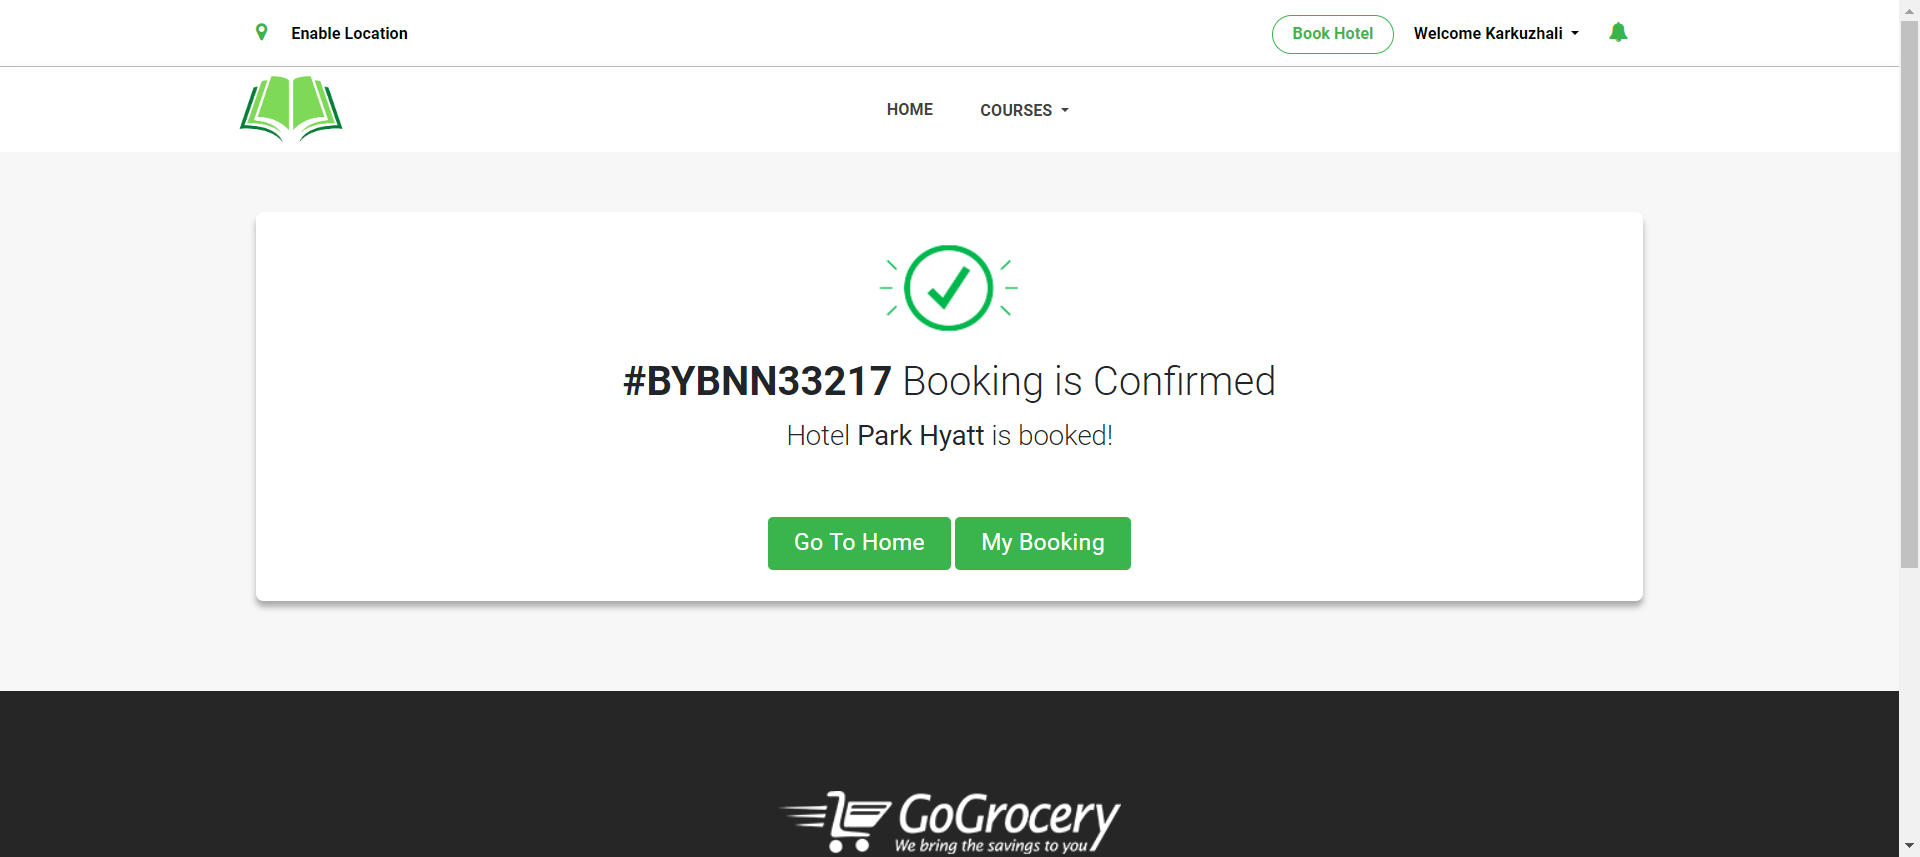 Enable Location
Book Hotel
Welcome Karkuzhali
HOME
COURSES
#BYBNN33217 Booking is Confirmed
Hotel Park Hyatt is booked!
Go To Home
My Booking
GoGrocery
We bring the savings to you